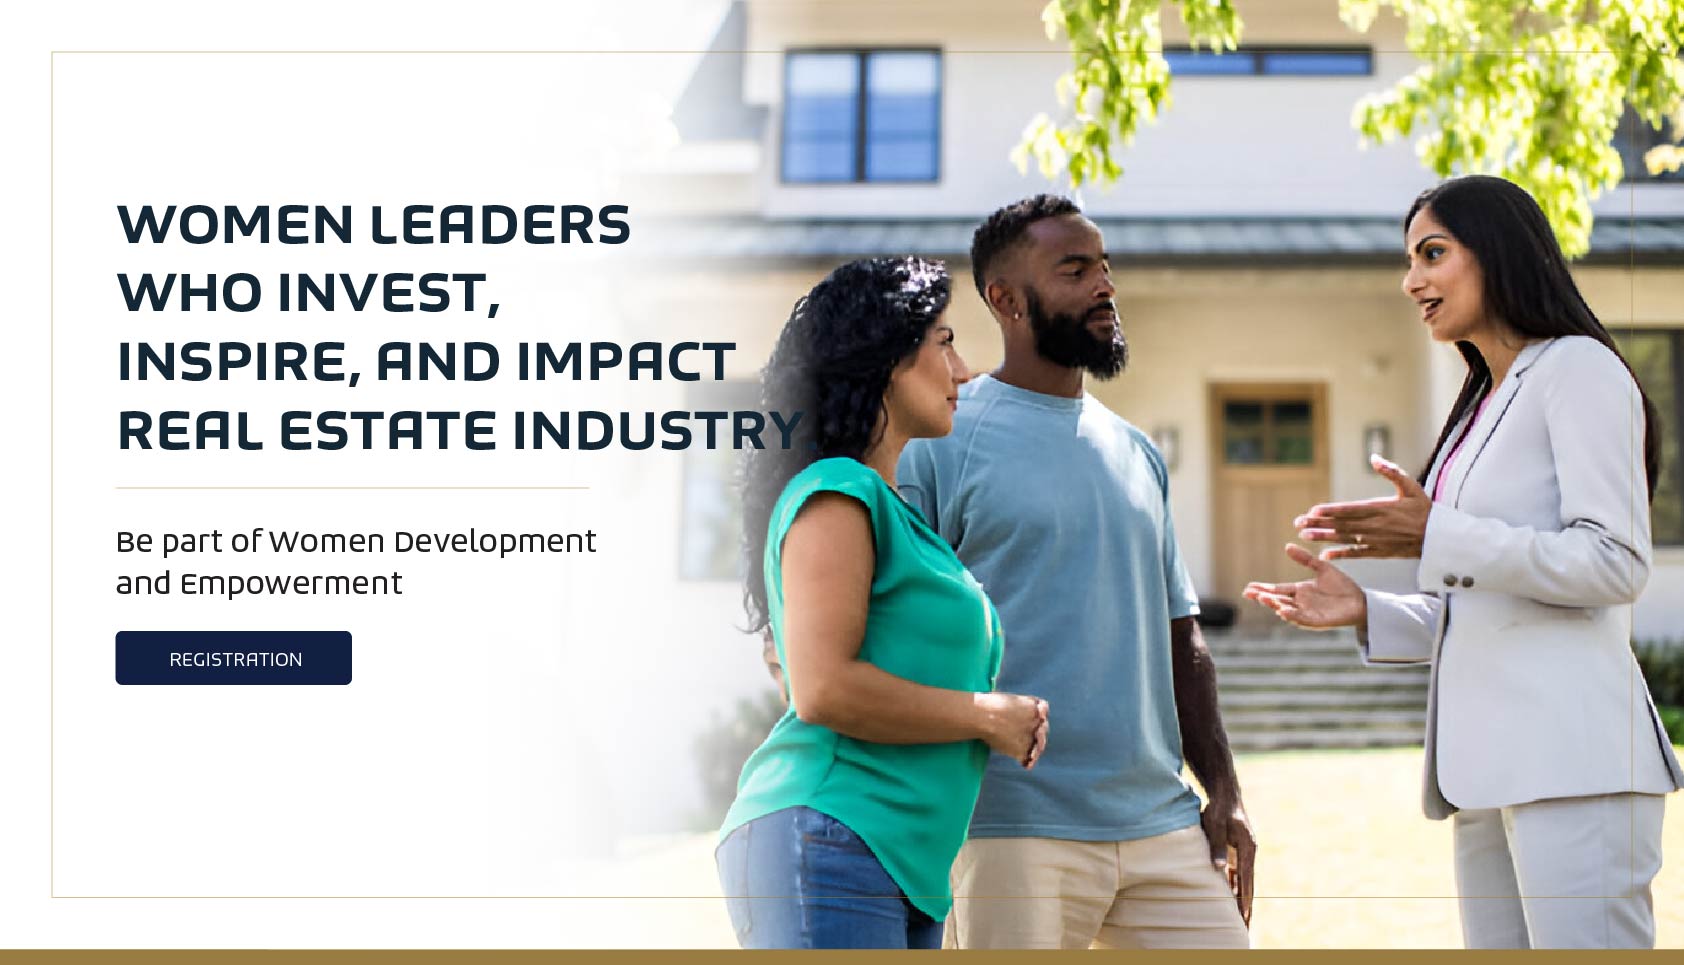 WOMEN LEADERS
WHO INVEST,
INSPIRE, AND IMPACT
REAL ESTATE INDUSTRY.
Be part of Women Development
and Empowerment
REGISTRATION